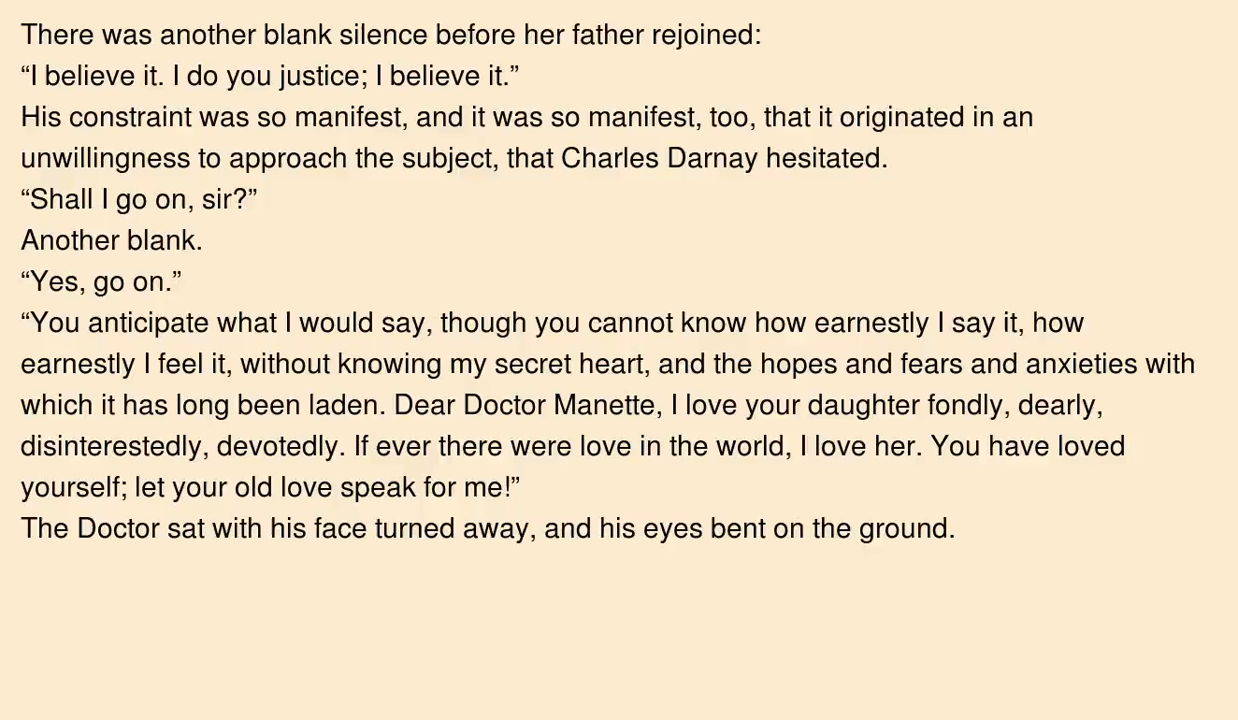 There was another blank silence before her father rejoined:
“I believe it. I do you justice; I believe it.”
His constraint was so manifest, and it was so manifest, too, that it originated in an
unwillingness to approach the subject, that Charles Darnay hesitated.
“Shall I go on, sir?”
Another blank.
“Yes, go on.”
“You anticipate what I would say, though you cannot know how earnestly I say it, how
earnestly I feel it, without knowing my secret heart, and the hopes and fears and anxieties with
which it has long been laden. Dear Doctor Manette, I love your daughter fondly, dearly,
disinterestedly, devotedly. If ever there were love in the world, I love her. You have loved
yourself; let your old love speak for me!”
The Doctor sat with his face turned away, and his eyes bent on the ground.